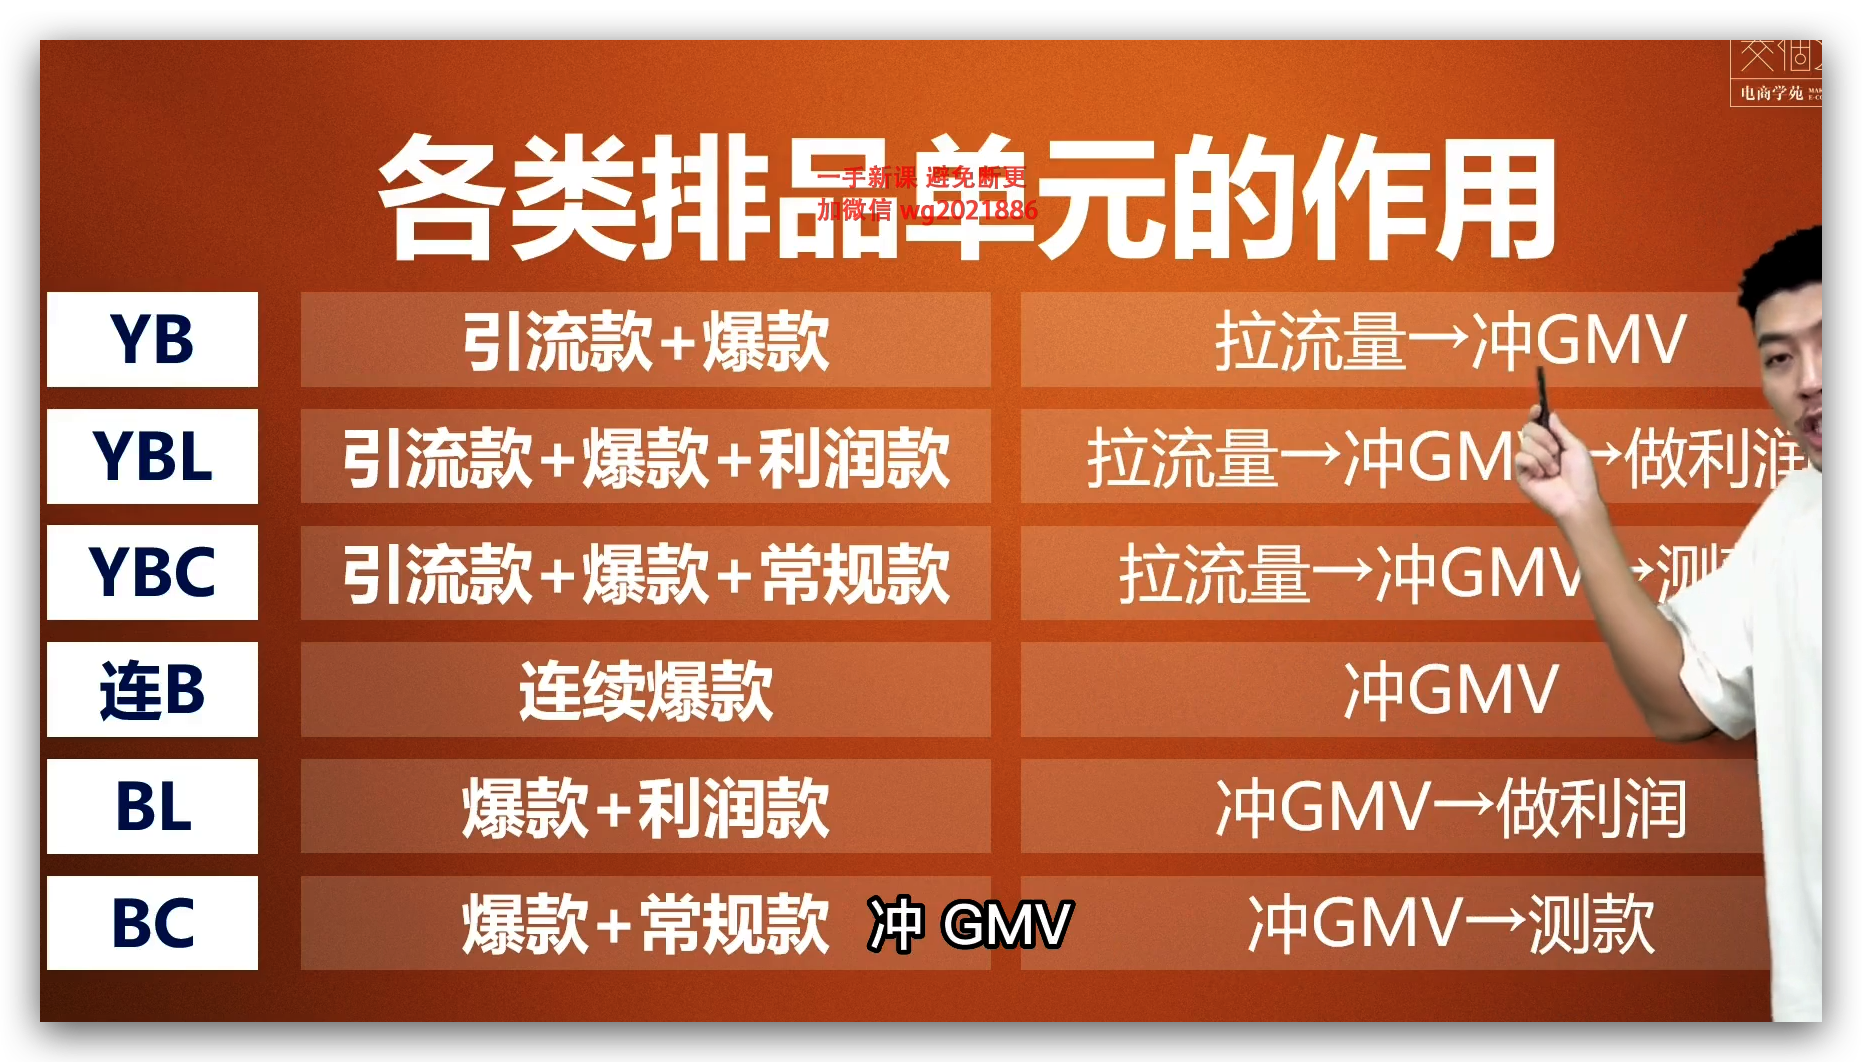 电商学苑
各类排品单元的作用
一手新课 避免断更
加微信 wg2021886
YB 引流款+爆款 拉流量→冲GMV
YBL 引流款+爆款+利润款 拉流量→冲GM →做利润
YBC 引流款+爆款+常规款 拉流量→冲GMV→测
连B 连续爆款 冲GMV
BL 爆款+利润款 冲GMV→做利润
BC 爆款+常规款 冲GMV→测款
冲 GMV